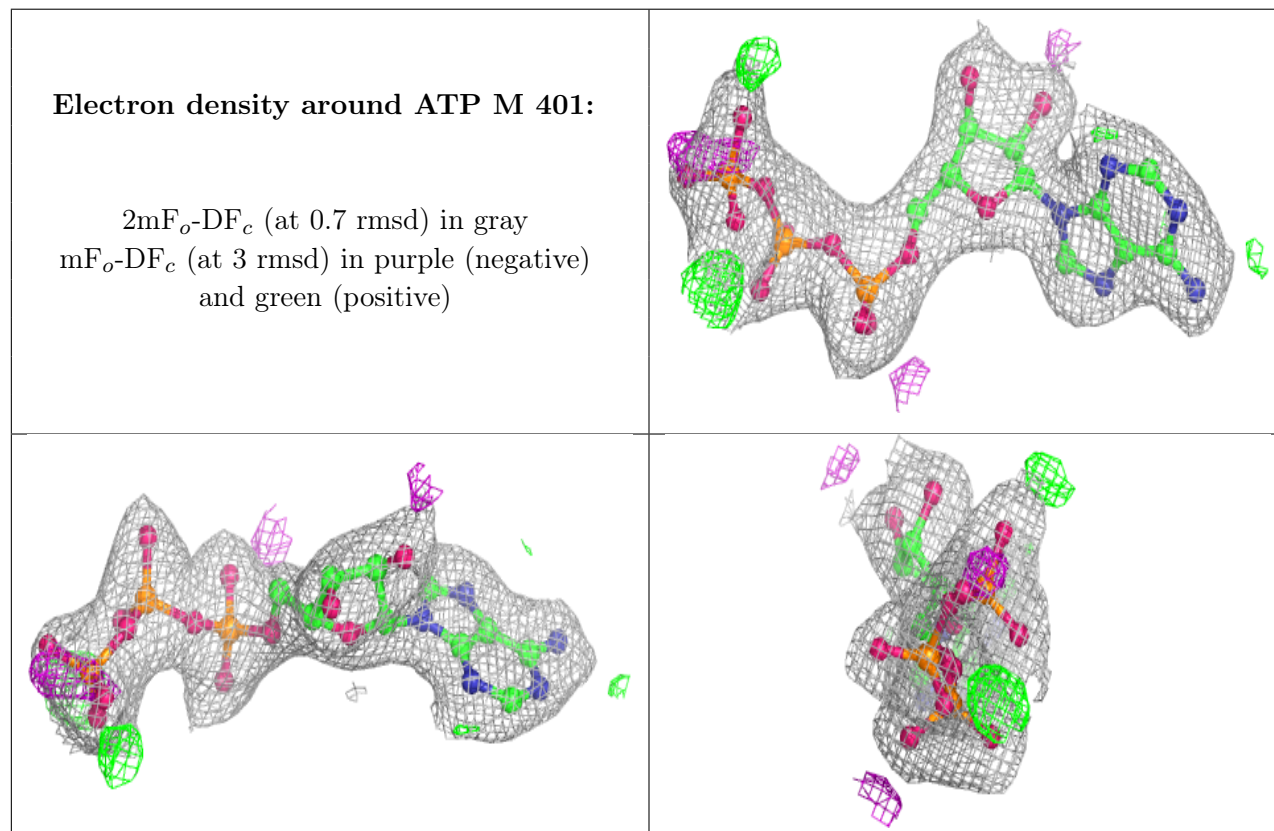 Electron density around ATP M 401:
2mFₒ-DF𝒸 (at 0.7 rmsd) in gray
mFₒ-DF𝒸 (at 3 rmsd) in purple (negative)
and green (positive)